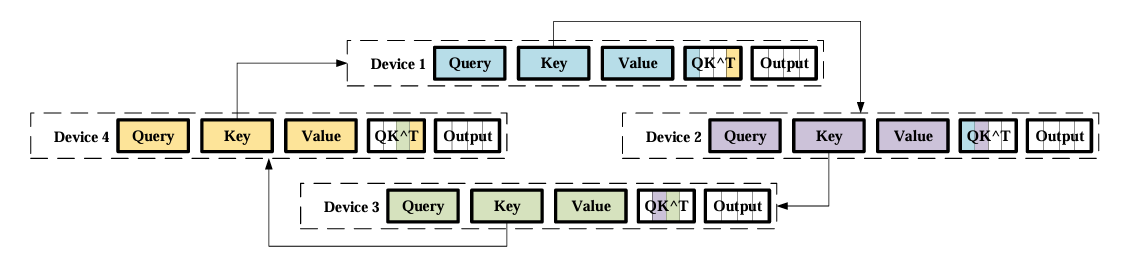 Device 1 Query Key Value QK^T Output
Device 4 Query Key Value QK^T Output
Device 2 Query Key Value QK^T Output
Device 3 Query Key Value QK^T Output